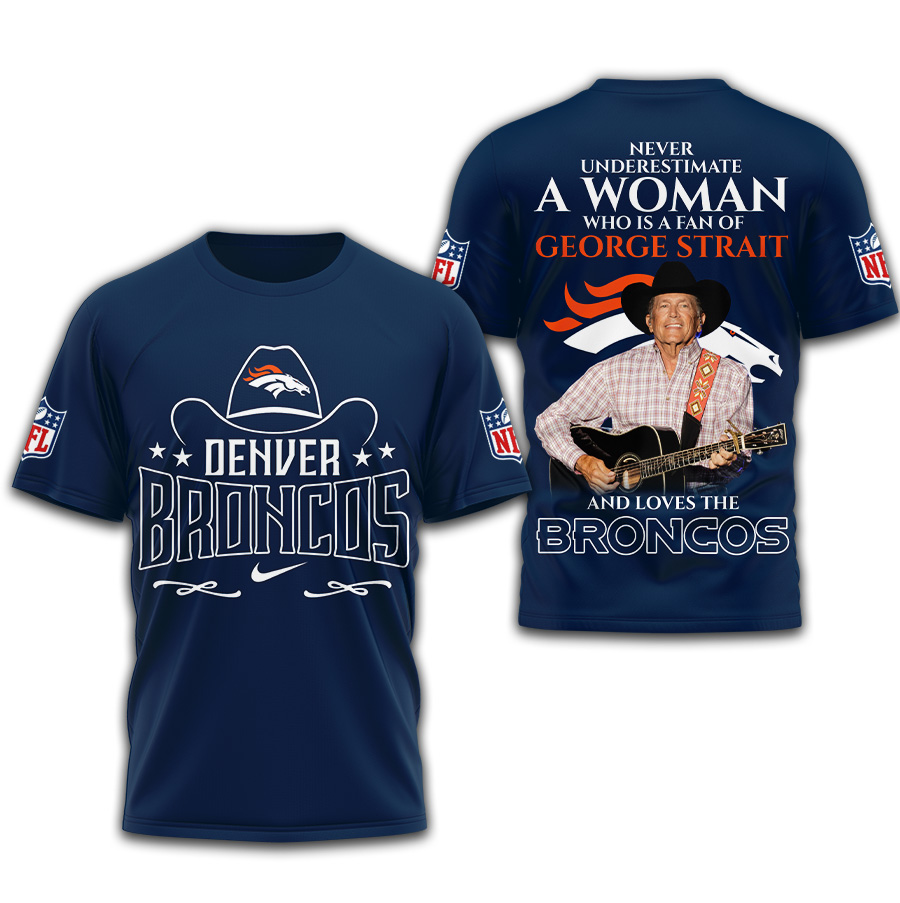 DENVER
BRONCOS
NFL
NFL
NEVER
UNDERESTIMATE
A WOMAN
WHO IS A FAN OF
GEORGE STRAIT
AND LOVES THE
BRONCOS
NFL
NFL